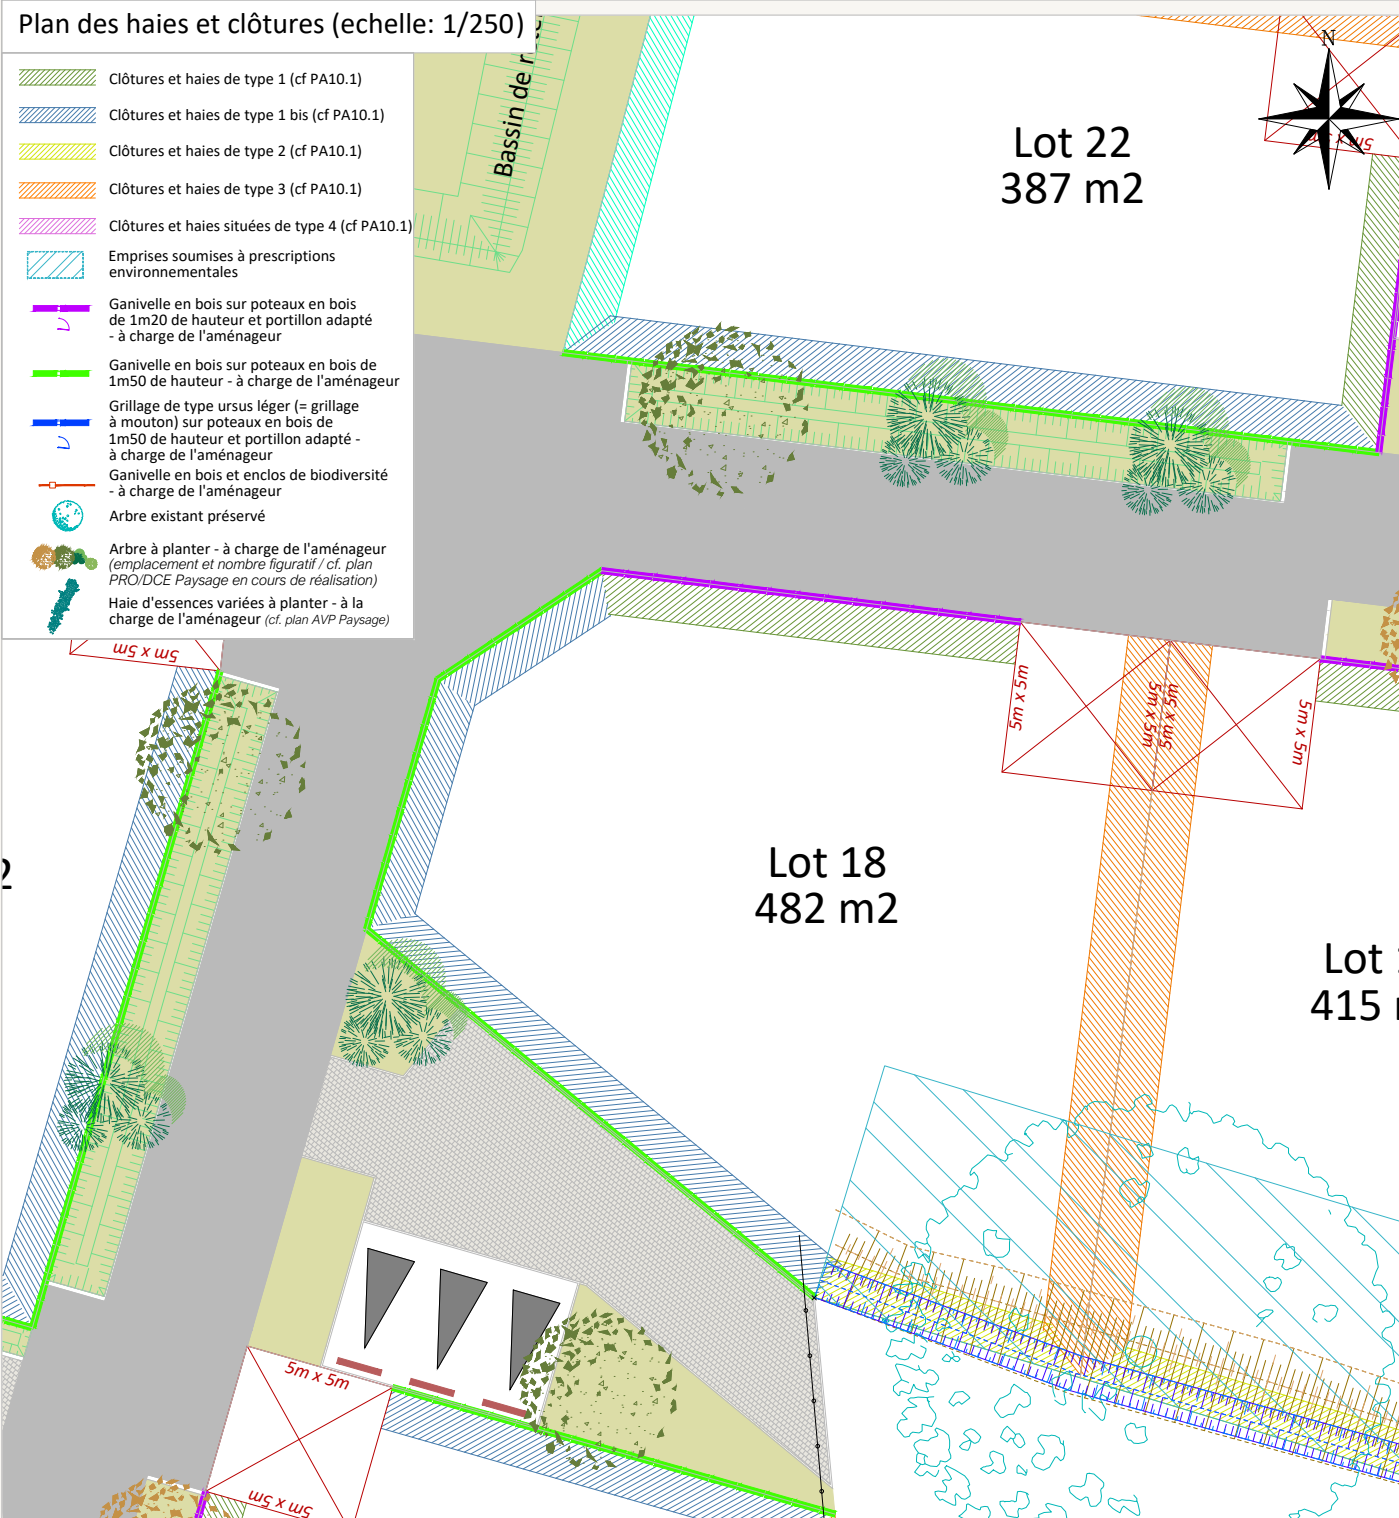 Plan des haies et clôtures (echelle: 1/250)
Clôtures et haies de type 1 (cf PA10.1)
Clôtures et haies de type 1 bis (cf PA10.1)
Clôtures et haies de type 2 (cf PA10.1)
Clôtures et haies de type 3 (cf PA10.1)
Clôtures et haies situées de type 4 (cf PA10.1)
Emprises soumises à prescriptions
environnementales
Ganivelle en bois sur poteaux en bois
de 1m20 de hauteur et portillon adapté
- à charge de l'aménageur
Ganivelle en bois sur poteaux en bois de
1m50 de hauteur - à charge de l'aménageur
Grillage de type ursus léger (= grillage
à mouton) sur poteaux en bois de
1m50 de hauteur et portillon adapté -
à charge de l'aménageur
Ganivelle en bois et enclos de biodiversité
- à charge de l'aménageur
Arbre existant préservé
Arbre à planter - à charge de l'aménageur
(emplacement et nombre figuratif / cf. plan
PRO/DCE Paysage en cours de réalisation)
Haie d'essences variées à planter - à la
charge de l'aménageur (cf. plan AVP Paysage)
Bassin de
N
5m x 5m
Lot 22
387 m2
5m x 5m
5m x 5m
5m x 5m
5m x 5m
5m x 5m
2
Lot 18
482 m2
Lot
415
5m x 5m
5m x 5m